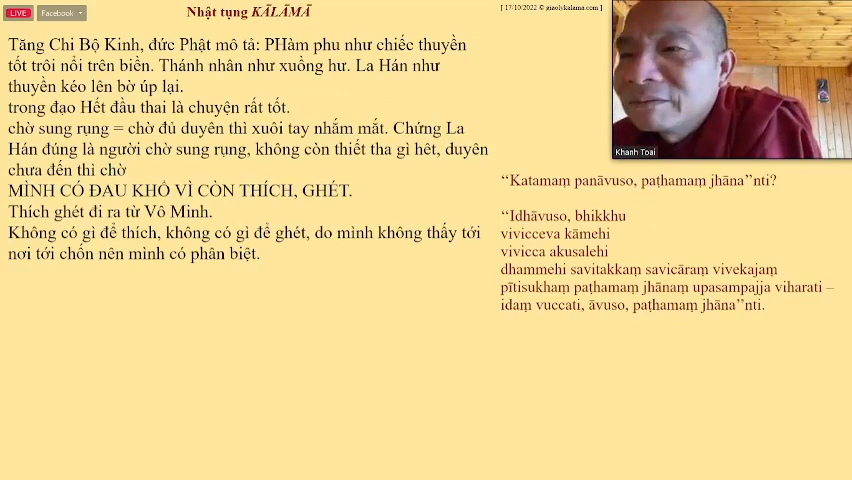 LIVE
Facebook
Nhật tụng KĀLĀMĀ
[ 17/10/2022 © giaolykalama.com ]
Tăng Chi Bộ Kinh, đức Phật mô tả: PHàm phu như chiếc thuyền
tốt trôi nổi trên biển. Thánh nhân như xuồng hư. La Hán như
thuyền kéo lên bờ úp lại.
trong đạo Hết đầu thai là chuyện rất tốt.
chờ sung rụng = chờ đủ duyên thì xuôi tay nhắm mắt. Chứng La
Hán đúng là người chờ sung rụng, không còn thiết tha gì hêt, duyên
chưa đến thì chờ
MÌNH CÓ ĐAU KHỔ VÌ CÒN THÍCH, GHÉT.
Thích ghét đi ra từ Vô Minh.
Không có gì để thích, không có gì để ghét, do mình không thấy tới
nơi tới chốn nên mình có phân biệt.
Khanh Toai
“Katamaṃ panāvuso, paṭhamaṃ jhāna”nti?
“Idhāvuso, bhikkhu
vivicceva kāmehi
vivicca akusalehi
dhammehi savitakkaṃ savicāraṃ vivekajaṃ
pītisukhaṃ paṭhamaṃ jhānaṃ upasampajja viharati –
idaṃ vuccati, āvuso, paṭhamaṃ jhāna”nti.